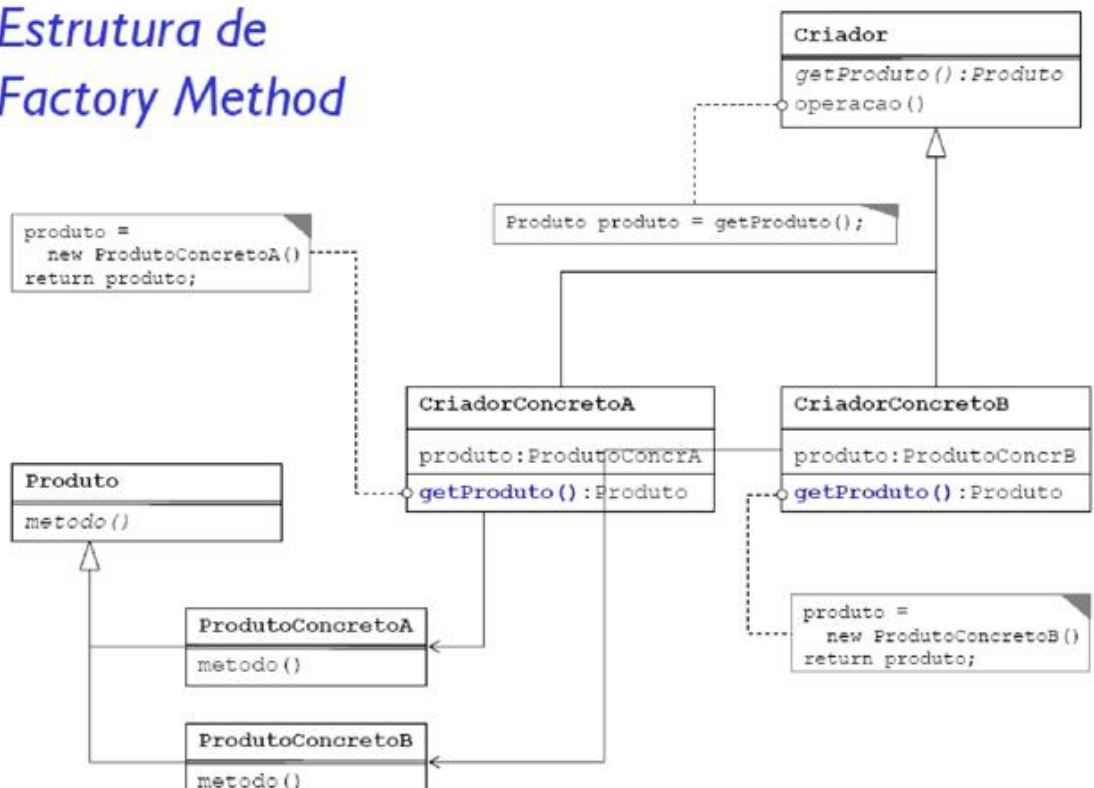 Estrutura de
Factory Method
Criador
getProduto():Produto
operacao()
Produto produto = getProduto();
produto =
new ProdutoConcretoA()
return produto;
CriadorConcretoA
produto:ProdutoConcrA
getProduto():Produto
CriadorConcretoB
produto:ProdutoConcrB
getProduto():Produto
Produto
metodo()
produto =
new ProdutoConcretoB()
return produto;
ProdutoConcretoA
metodo()
ProdutoConcretoB
metodo()